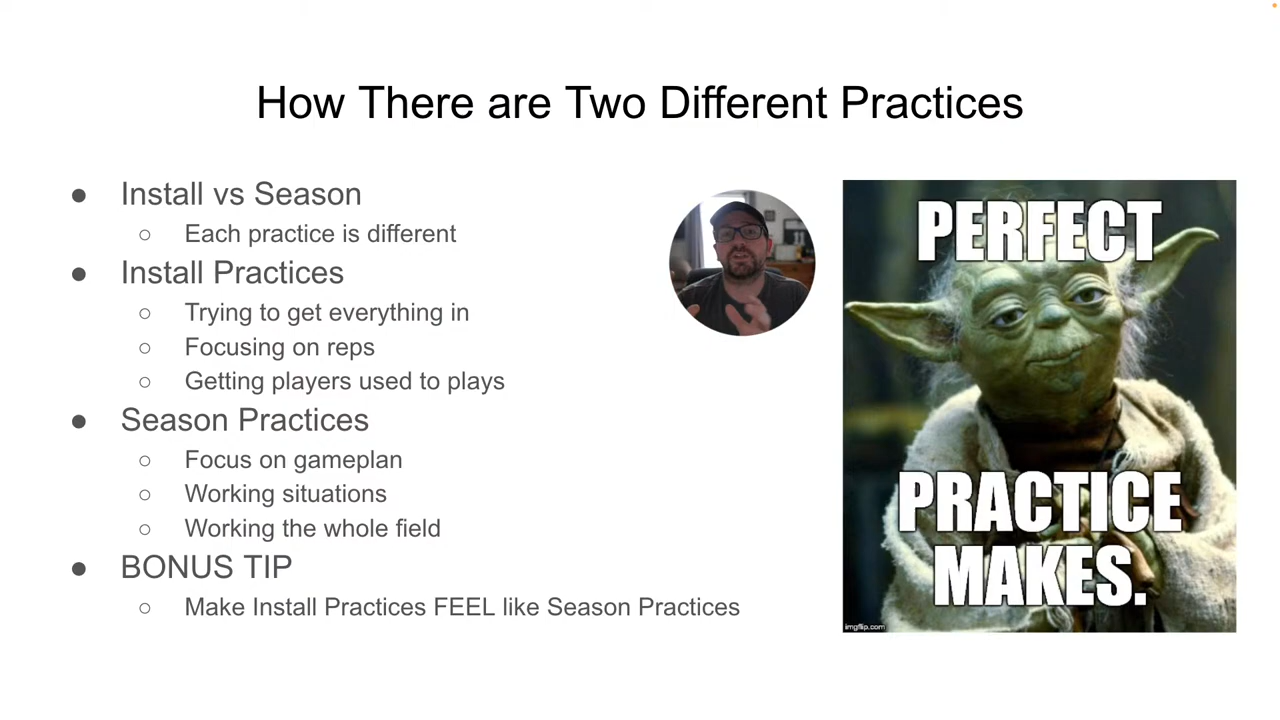 How There are Two Different Practices
● Install vs Season
○ Each practice is different
● Install Practices
○ Trying to get everything in
○ Focusing on reps
○ Getting players used to plays
● Season Practices
○ Focus on gameplan
○ Working situations
○ Working the whole field
● BONUS TIP
○ Make Install Practices FEEL like Season Practices
PERFECT
PRACTICE
MAKES.
imgflip.com